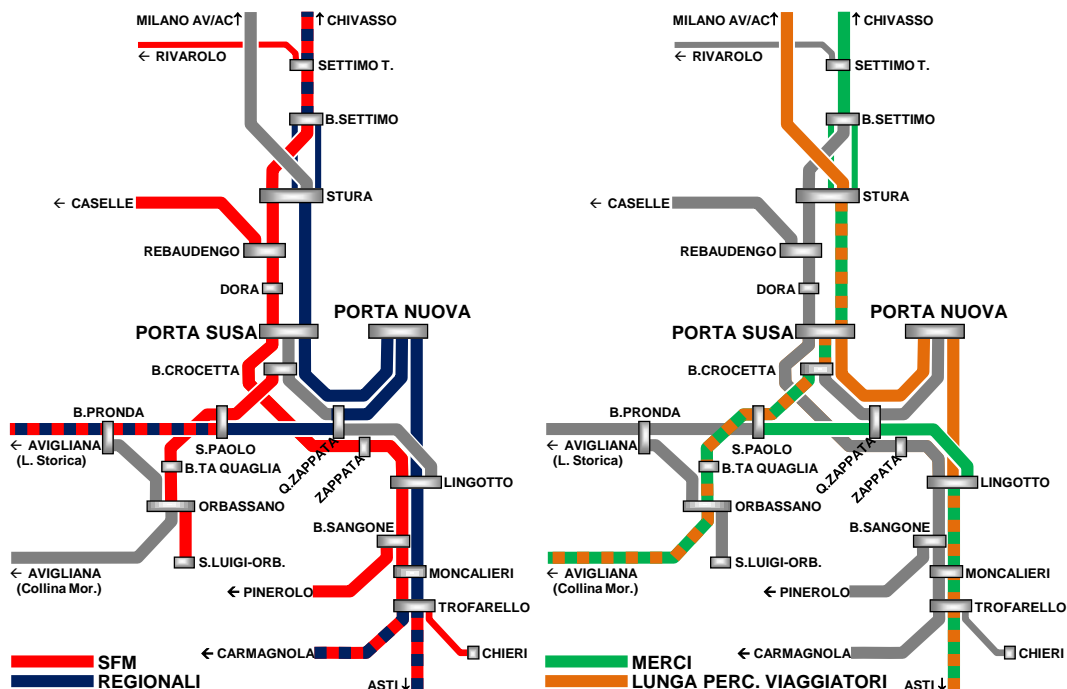 MILANO AV/AC↑
↑ CHIVASSO
← RIVAROLO
SETTIMO T.
B.SETTIMO
STURA
← CASELLE
REBAUDENGO
DORA
PORTA NUOVA
PORTA SUSA
B.CROCETTA
B.PRONDA
← AVIGLIANA
(L. Storica)
S.PAOLO
Q.ZAPPATA
ZAPPATA
B.TA QUAGLIA
LINGOTTO
ORBASSANO
B.SANGONE
S.LUIGI-ORB.
← AVIGLIANA
(Collina Mor.)
MONCALIERI
← PINEROLO
TROFARELLO
← CARMAGNOLA
CHIERI
SFM
REGIONALI
ASTI ↓
MILANO AV/AC↑
↑ CHIVASSO
← RIVAROLO
SETTIMO T.
B.SETTIMO
STURA
← CASELLE
REBAUDENGO
DORA
PORTA NUOVA
PORTA SUSA
B.CROCETTA
B.PRONDA
← AVIGLIANA
(L. Storica)
S.PAOLO
Q.ZAPPATA
ZAPPATA
B.TA QUAGLIA
LINGOTTO
ORBASSANO
B.SANGONE
S.LUIGI-ORB.
← AVIGLIANA
(Collina Mor.)
MONCALIERI
← PINEROLO
TROFARELLO
← CARMAGNOLA
CHIERI
MERCI
LUNGA PERC. VIAGGIATORI
ASTI ↓